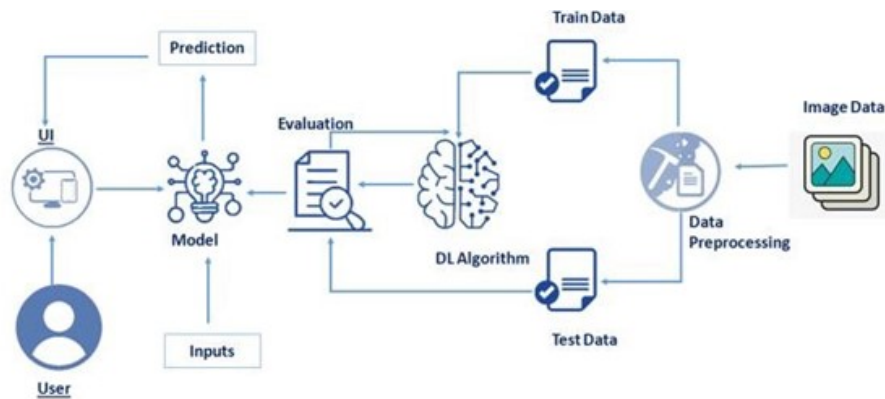 Train Data
Prediction
Image Data
Evaluation
UI
Model
DL Algorithm
Data
Preprocessing
Inputs
Test Data
User